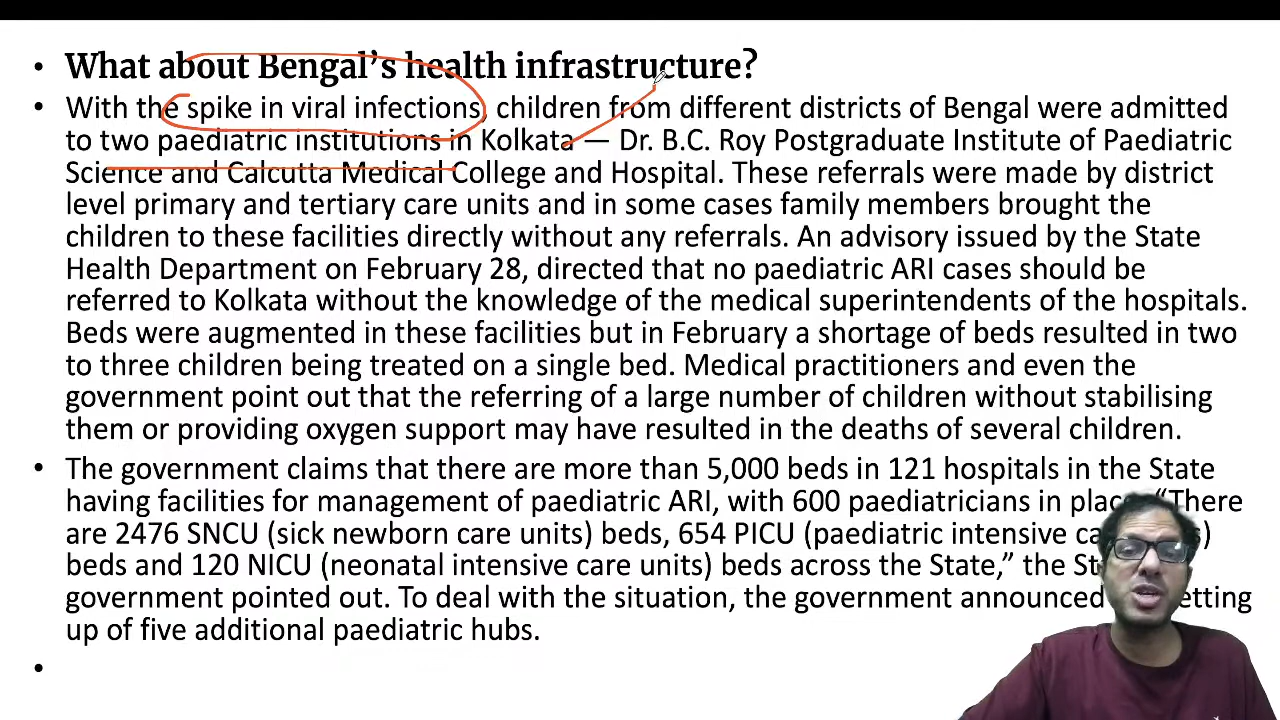 • What about Bengal's health infrastructure?
• With the spike in viral infections, children from different districts of Bengal were admitted
to two paediatric institutions in Kolkata — Dr. B.C. Roy Postgraduate Institute of Paediatric
Science and Calcutta Medical College and Hospital. These referrals were made by district
level primary and tertiary care units and in some cases family members brought the
children to these facilities directly without any referrals. An advisory issued by the State
Health Department on February 28, directed that no paediatric ARI cases should be
referred to Kolkata without the knowledge of the medical superintendents of the hospitals.
Beds were augmented in these facilities but in February a shortage of beds resulted in two
to three children being treated on a single bed. Medical practitioners and even the
government point out that the referring of a large number of children without stabilising
them or providing oxygen support may have resulted in the deaths of several children.
• The government claims that there are more than 5,000 beds in 121 hospitals in the State
having facilities for management of paediatric ARI, with 600 paediatricians in "There
are 2476 SNCU (sick newborn care units) beds, 654 PICU (paediatric intensive )
beds and 120 NICU (neonatal intensive care units) beds across the State," the
government pointed out. To deal with the situation, the government announced
up of five additional paediatric hubs.
•